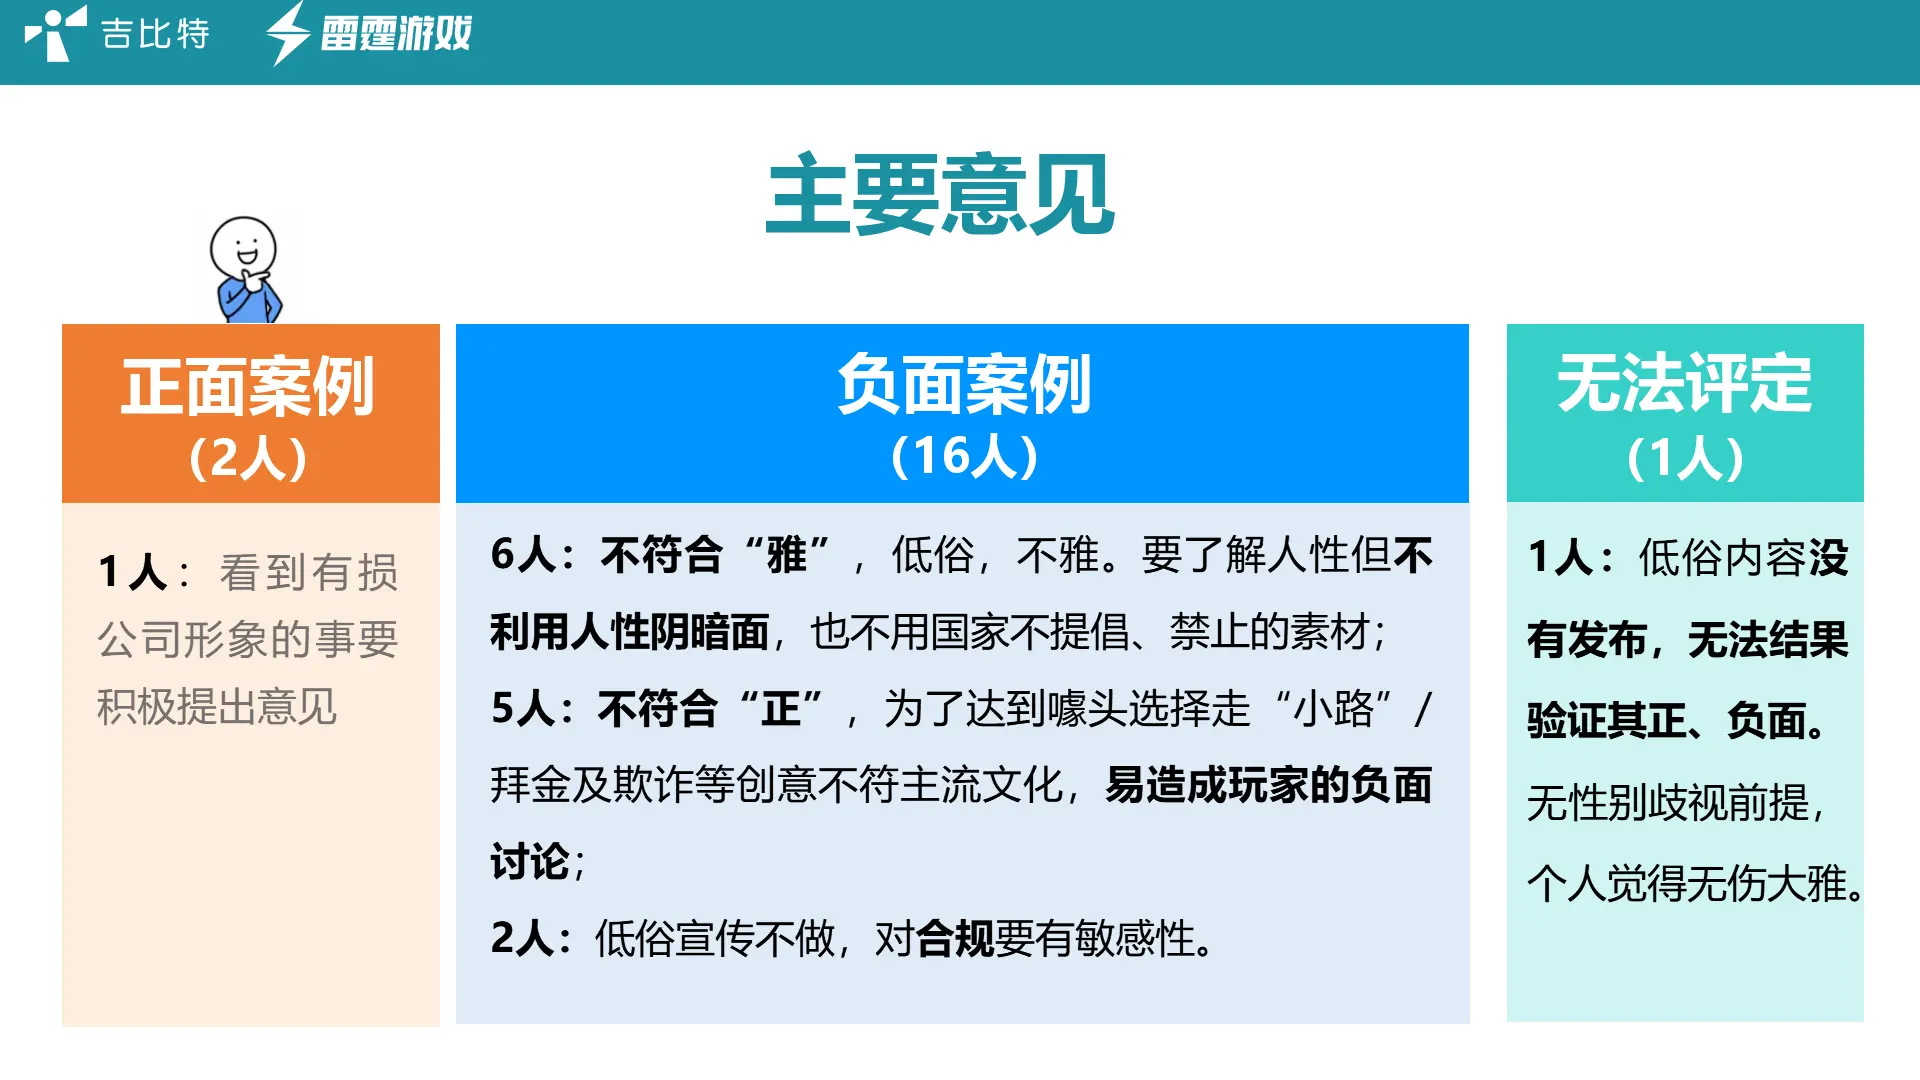 吉比特 雷霆游戏
主要意见
正面案例
（2人）
1人：看到有损
公司形象的事要
积极提出意见
负面案例
（16人）
6人：不符合“雅”，低俗，不雅。要了解人性但不
利用人性阴暗面，也不用国家不提倡、禁止的素材；
5人：不符合“正”，为了达到噱头选择走“小路”/
拜金及欺诈等创意不符主流文化，易造成玩家的负面
讨论；
2人：低俗宣传不做，对合规要有敏感性。
无法评定
（1人）
1人：低俗内容没
有发布，无法结果
验证其正、负面。
无性别歧视前提，
个人觉得无伤大雅。